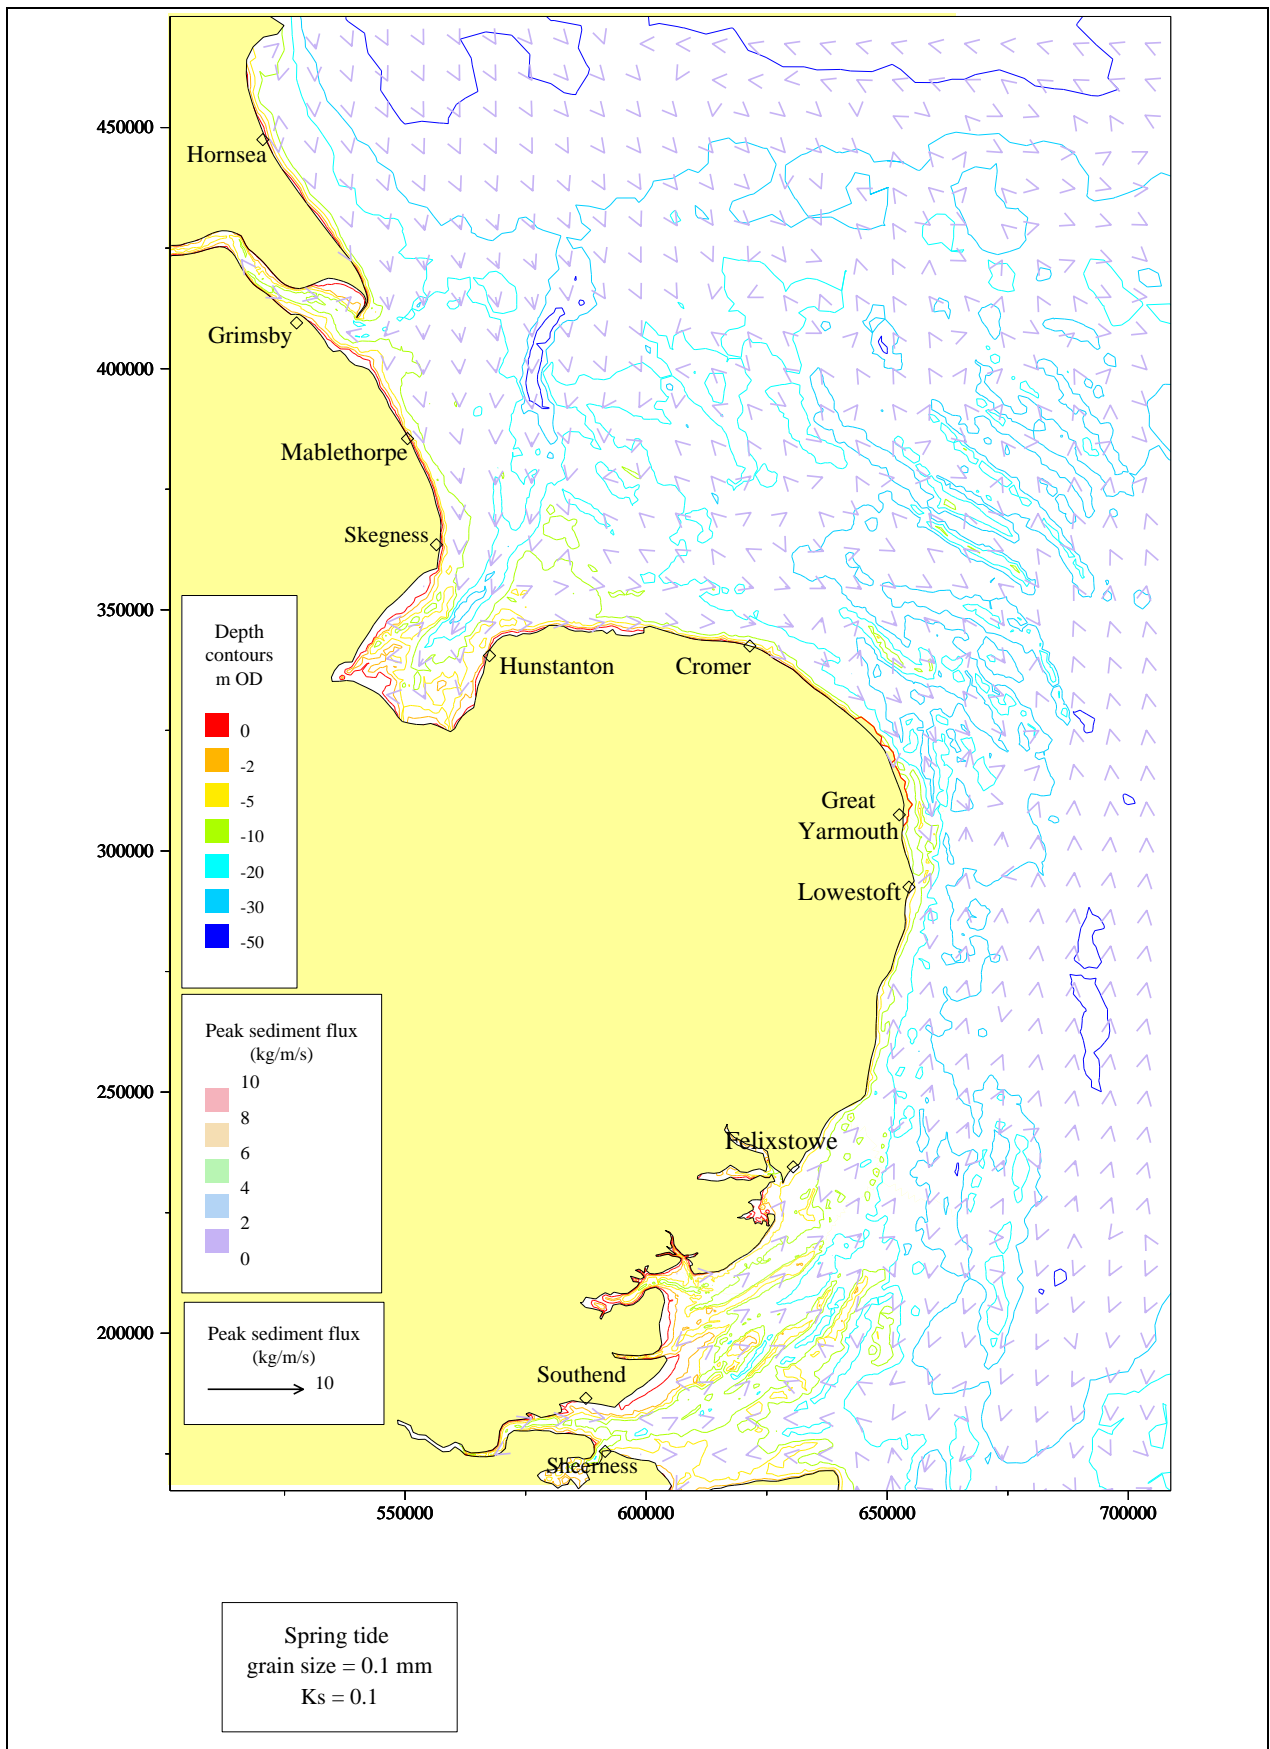 450000
Hornsea
Grimsby
400000
Mablethorpe
Skegness
350000
Hunstanton
Cromer
Depth
contours
m OD
0
-2
-5
-10
-20
-30
-50
Great
Yarmouth
300000
Lowestoft
Peak sediment flux
(kg/m/s)
10
8
6
4
2
0
250000
Felixstowe
Peak sediment flux
(kg/m/s)
10
200000
Southend
Sheerness
550000
600000
650000
700000
Spring tide
grain size = 0.1 mm
Ks = 0.1